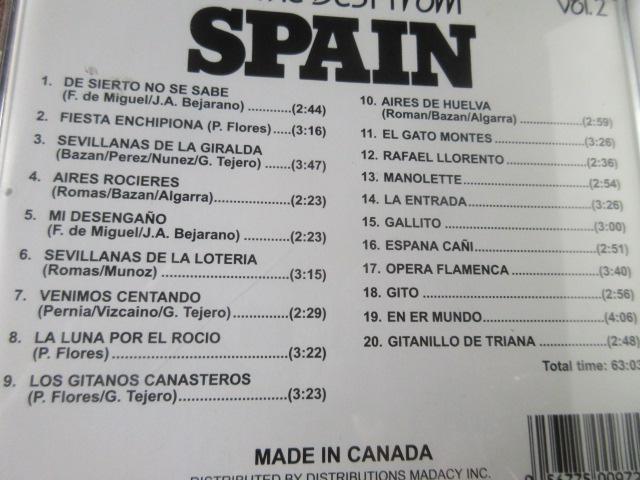 The Best from
Vol. 2
SPAIN
1. DE SIERTO NO SE SABE
(F. de Miguel/J.A. Bejarano) ............(2:44)
2. FIESTA ENCHIPIONA (P. Flores) .....(3:16)
3. SEVILLANAS DE LA GIRALDA
(Bazan/Perez/Nunez/G. Tejero) .......(3:47)
4. AIRES ROCIERES
(Romas/Bazan/Algarra)......................(2:23)
5. MI DESENGAÑO
(F. de Miguel/J.A. Bejarano) .............(2:23)
6. SEVILLANAS DE LA LOTERIA
(Romas/Munoz) .................................(3:15)
7. VENIMOS CENTANDO
(Pernia/Vizcaino/G. Tejero)..............(2:29)
8. LA LUNA POR EL ROCIO
(P. Flores) ............................................(3:22)
9. LOS GITANOS CANASTEROS
(P. Flores/G. Tejero)...........................(3:23)
10. AIRES DE HUELVA
(Roman/Bazan/Algarra) ......................(2:59)
11. EL GATO MONTES ........................(3:26)
12. RAFAEL LLORENTO .......................(2:36)
13. MANOLETTE..................................(2:54)
14. LA ENTRADA..................................(3:26)
15. GALLITO ........................................(3:00)
16. ESPANA CAÑI................................(2:51)
17. OPERA FLAMENCA .......................(3:40)
18. GITO ..............................................(2:56)
19. EN ER MUNDO...............................(4:06)
20. GITANILLO DE TRIANA ..................(2:48)
Total time: 63:03
MADE IN CANADA
DISTRIBUTED BY DISTRIBUTIONS MADACY INC.